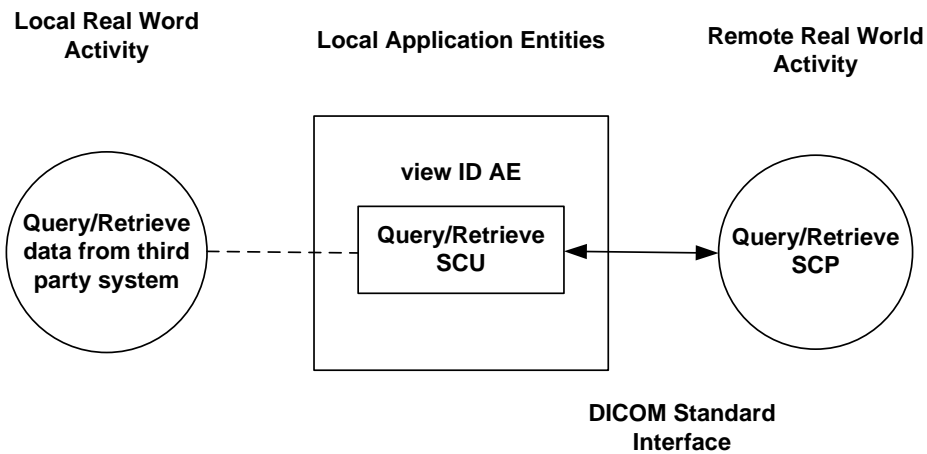 Local Real Word
Activity
Local Application Entities
Remote Real World
Activity
view ID AE
Query/Retrieve
data from third
party system
Query/Retrieve
SCU
Query/Retrieve
SCP
DICOM Standard
Interface